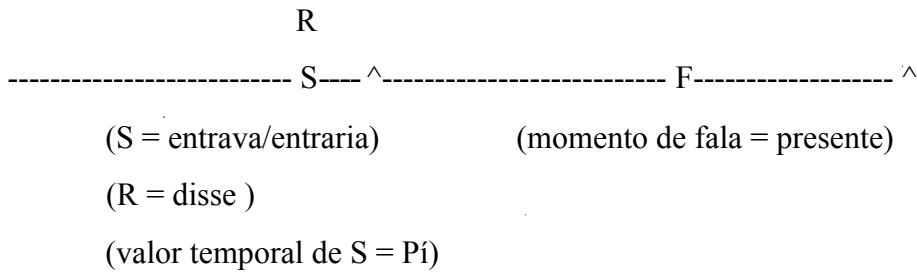 R
--------------------------- S---- ^--------------------------- F------------------- ^
(S = entrava/entraria) (momento de fala = presente)
(R = disse )
(valor temporal de S = Pí)